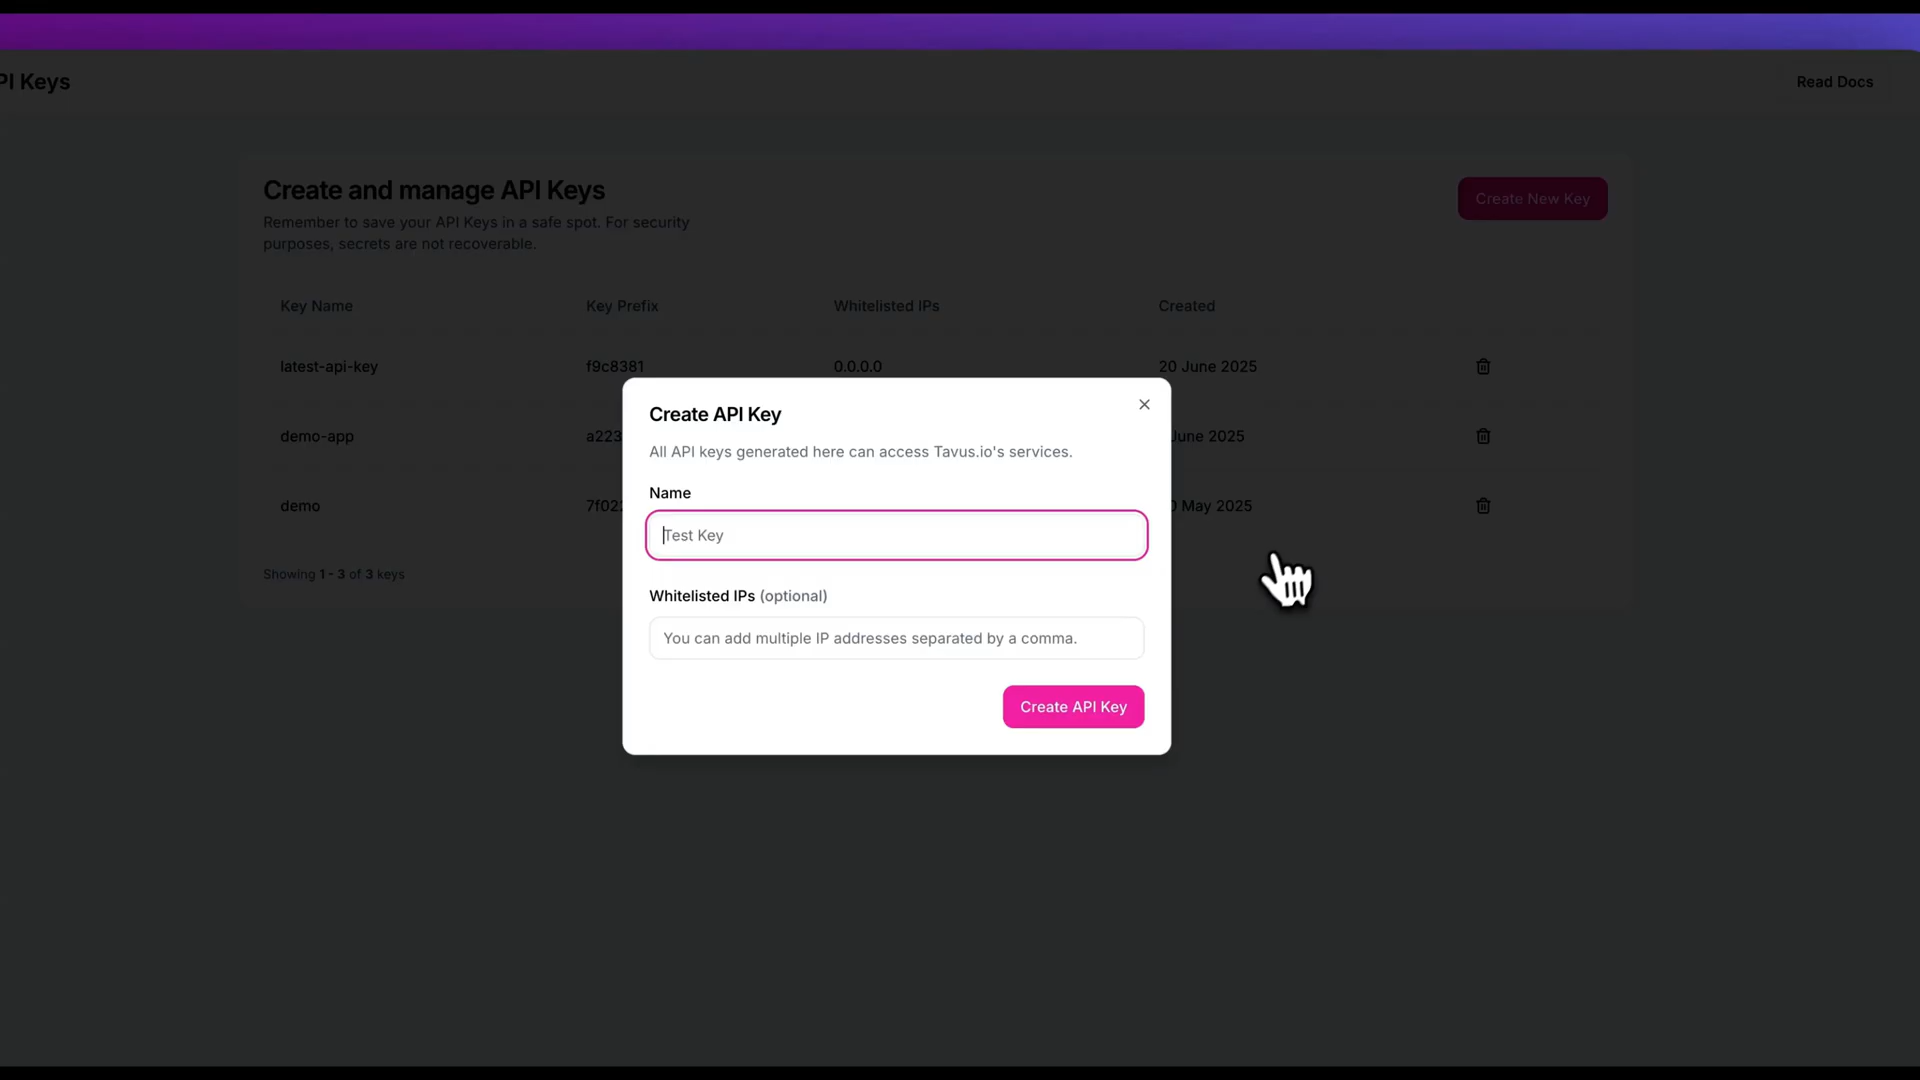 PI Keys
Read Docs
Create and manage API Keys
Create New Key
Remember to save your API Keys in a safe spot. For security
purposes, secrets are not recoverable.
Key Name Key Prefix Whitelisted IPs Created
latest-api-key f9c8381 0.0.0.0 20 June 2025
demo-app a223 June 2025
demo 7f022 0 May 2025
Showing 1 - 3 of 3 keys
Create API Key
All API keys generated here can access Tavus.io's services.
Name
Test Key
Whitelisted IPs (optional)
You can add multiple IP addresses separated by a comma.
Create API Key